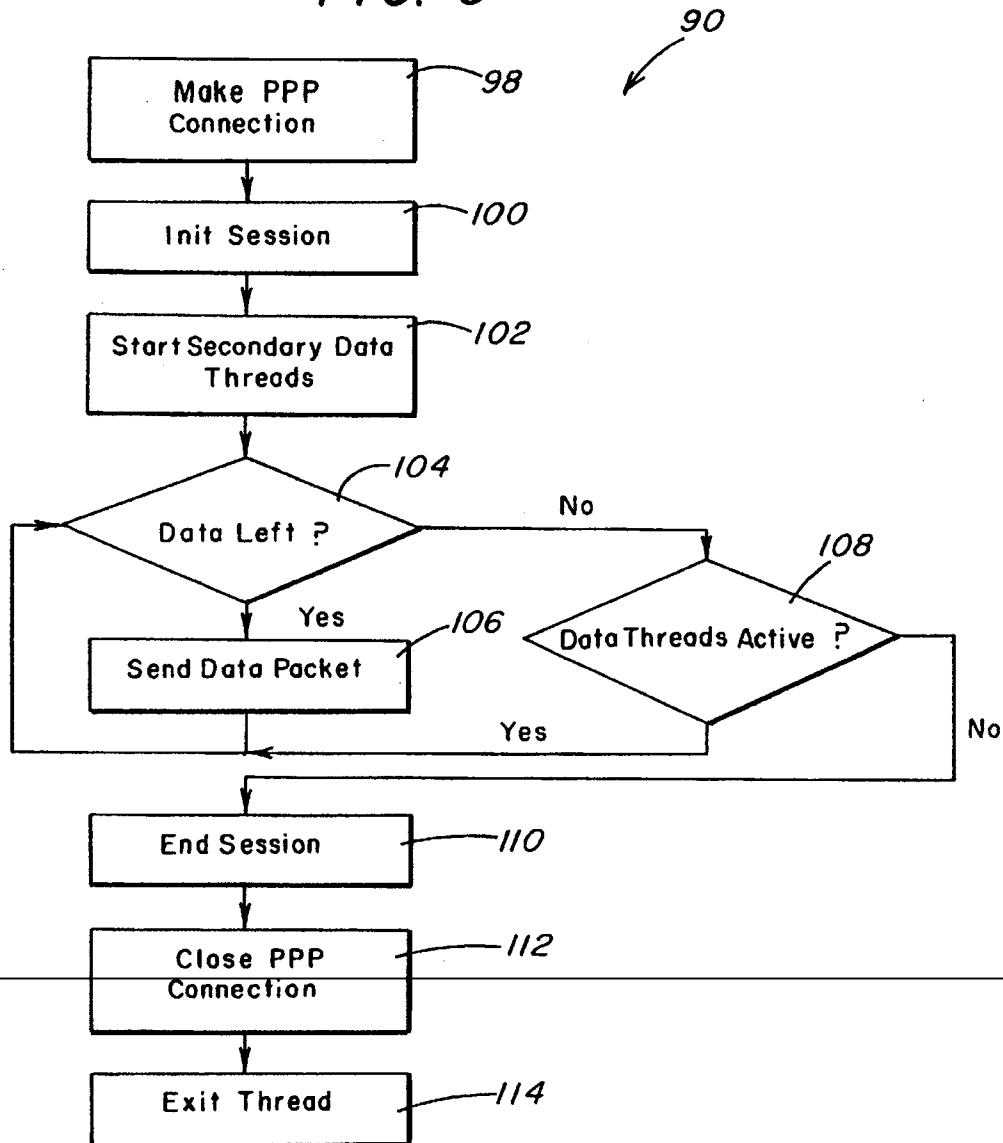 90
Make PPP
Connection
98
Init Session
100
Start Secondary Data
Threads
102
Data Left ?
104
No
Yes
Data Threads Active ?
108
Send Data Packet
106
Yes
No
End Session
110
Close PPP
Connection
112
Exit Thread
114